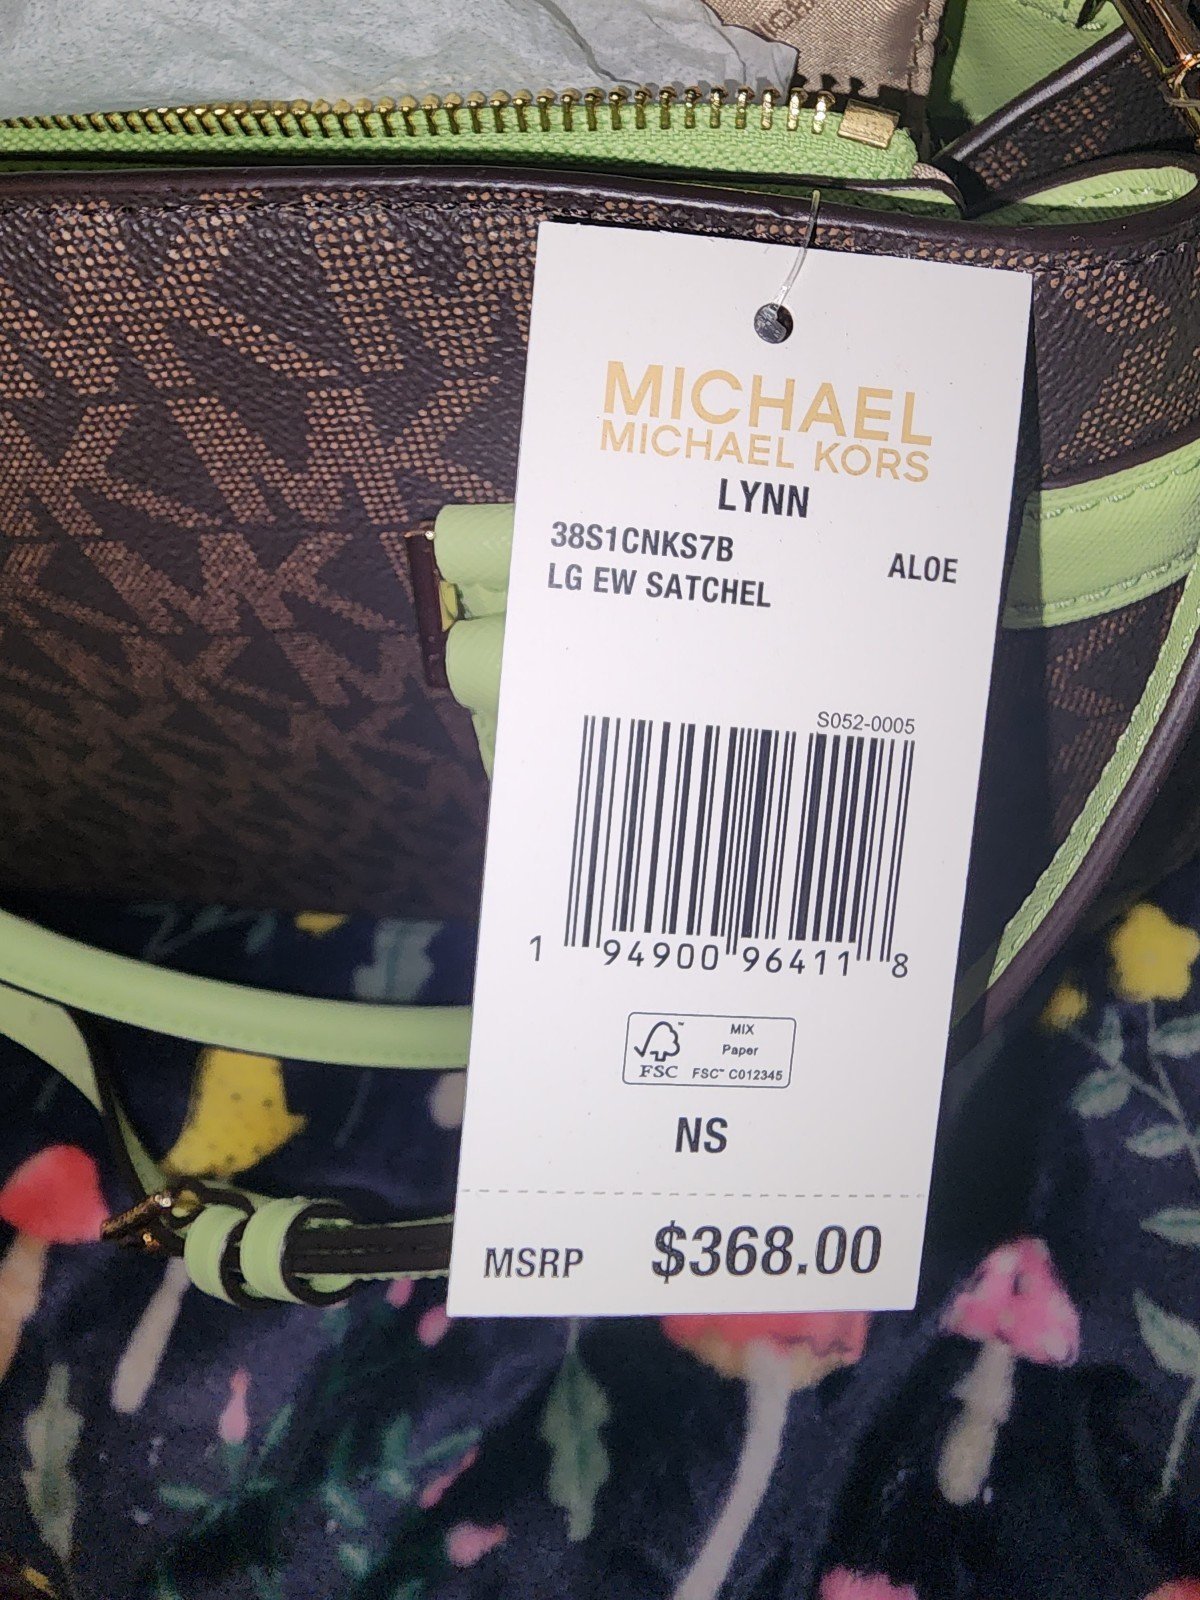 MICHAEL
MICHAEL KORS
LYNN
38S1CNKS7B ALOE
LG EW SATCHEL
S052-0005
1 94900 96411 8
MIX
Paper
FSC™ FSC™ C012345
NS
MSRP $368.00